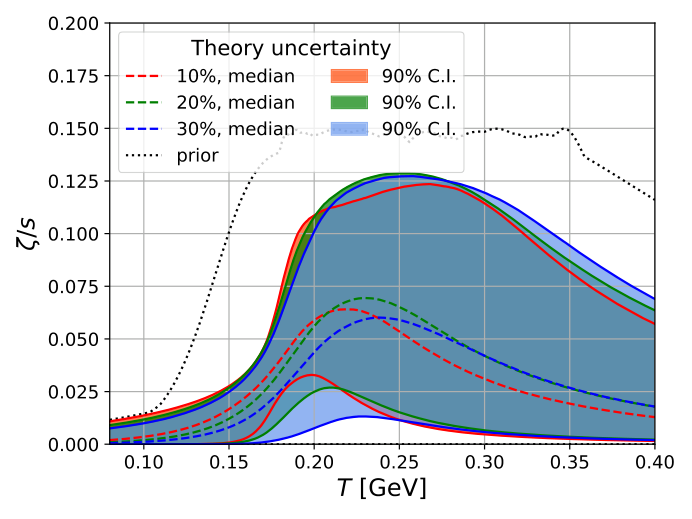 0.200
0.175
0.150
0.125
0.100
0.075
0.050
0.025
0.000
ζ/s
Theory uncertainty
10%, median 90% C.I.
20%, median 90% C.I.
30%, median 90% C.I.
prior
0.10 0.15 0.20 0.25 0.30 0.35 0.40
T [GeV]